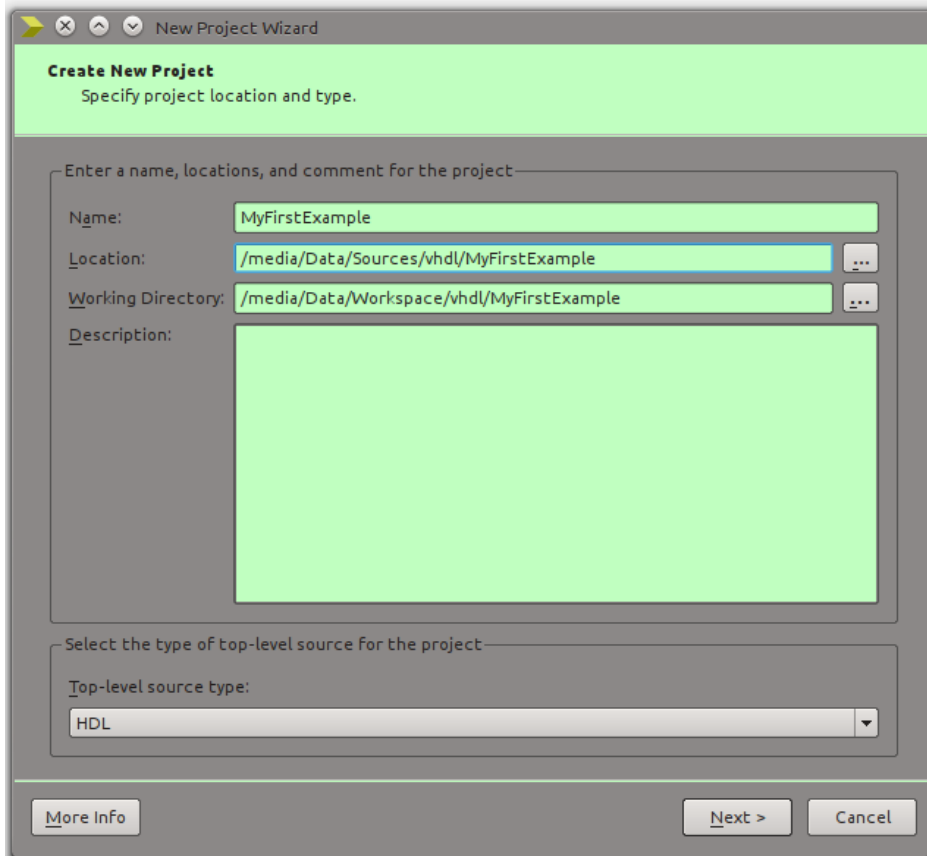 New Project Wizard
Create New Project
Specify project location and type.
Enter a name, locations, and comment for the project
Name: MyFirstExample
Location: /media/Data/Sources/vhdl/MyFirstExample ...
Working Directory: /media/Data/Workspace/vhdl/MyFirstExample ...
Description:
Select the type of top-level source for the project
Top-level source type:
HDL
More Info Next > Cancel